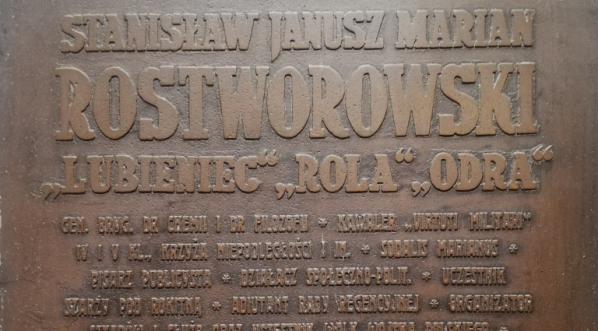 STANISŁAW JANUSZ MARIAN
ROSTWOROWSKI
„LUBIENIEC“ „ROLA“ „ODRA“
GEN. BRYG. DR CHEMII I DR FILOZOFII * KAWALER „VIRTUTI MILITARI“
IV I V KL., KRZYŻA NIEPODLEGŁOŚCI I IN. * SODALIS MARIANUS *
PISARZ PUBLICYSTA * DZIAŁACZ SPOŁECZNO-POLIT. * UCZESTNIK
SZARŻY POD ROKITNĄ * ADIUTANT RADY REGENCYJNEJ * ORGANIZATOR